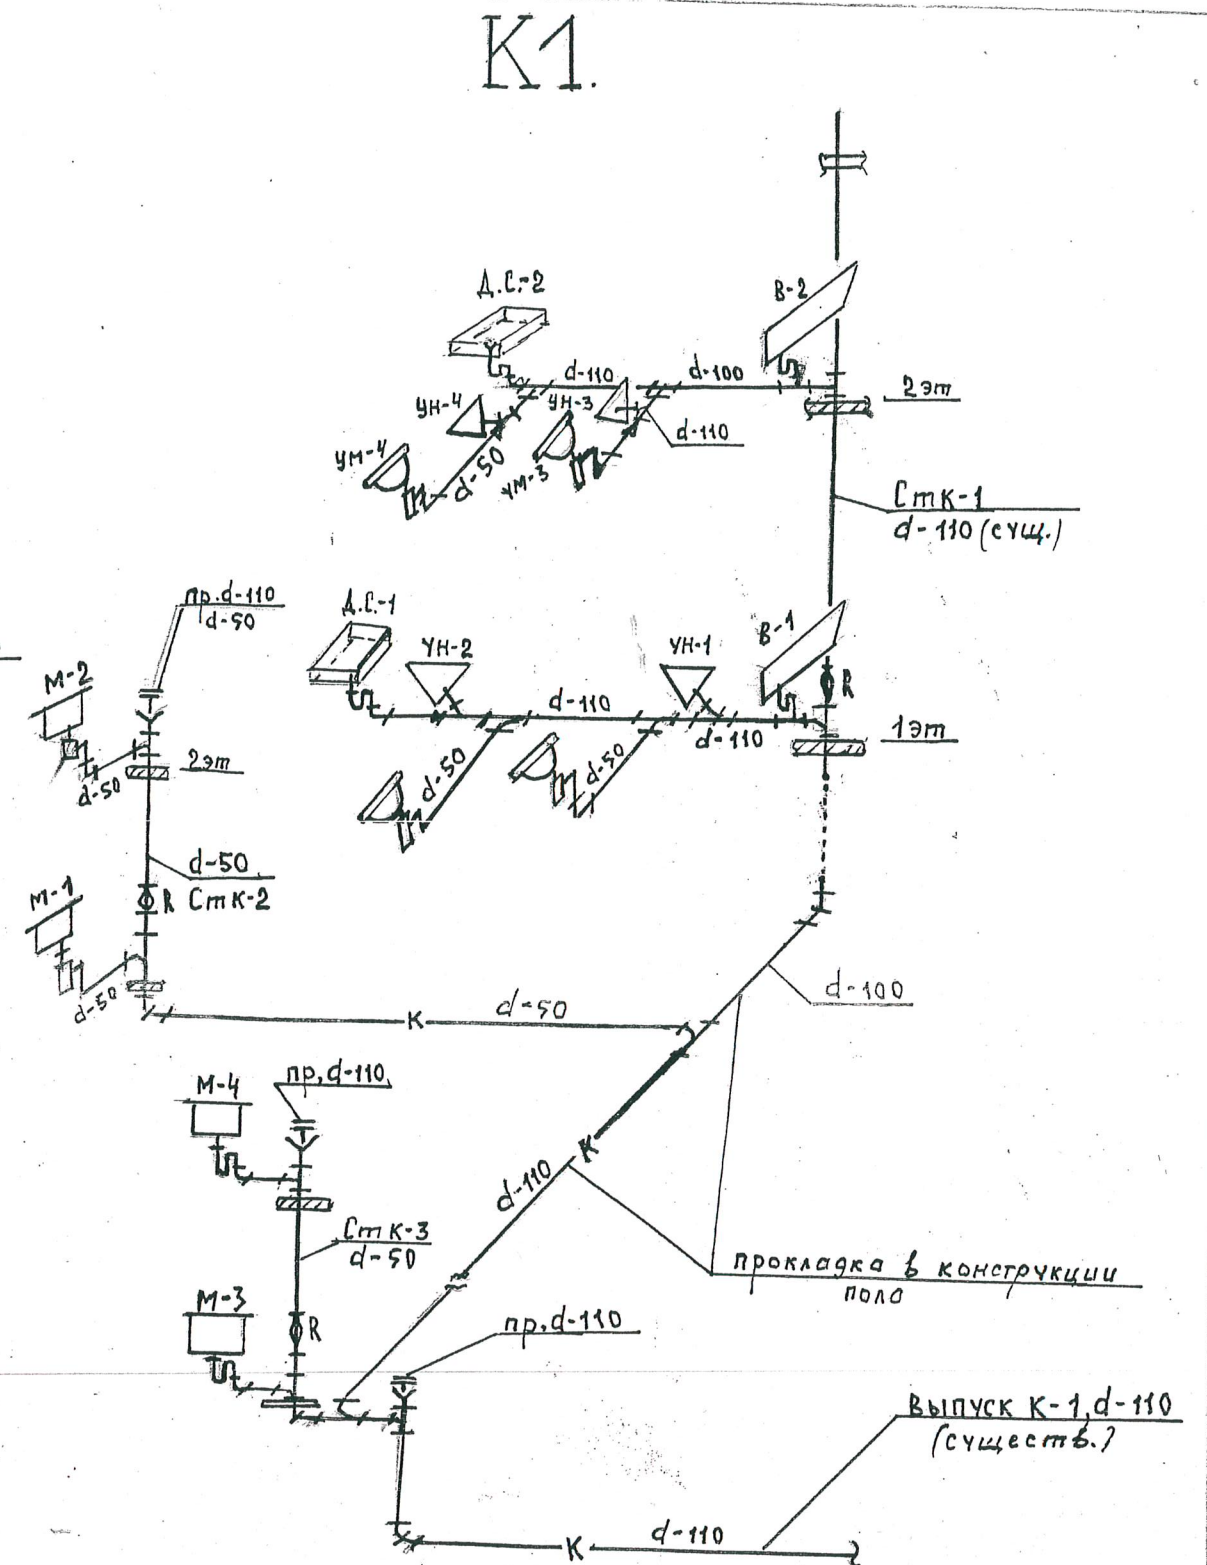 К1.
Д.С.-2
В-2
d-110
d-100
УН-4
УН-3
2эт
d-110
УМ-4
d-50
УМ-3
СтК-1
d-110 (сущ.)
пр.d-110
d-50
Д.С.-1
УН-2
УН-1
В-1
М-2
R
d-110
d-110
1эт
2эт
d-50
d-50
d-50
d-50
СтК-2
R
М-1
d-50
d-100
К
d-50
М-4
пр,d-110,
К
d-110
Ст К-3
d-50
прокладка в конструкции
пола
М-3
R
пр,d-110
Выпуск К-1,d-110
(существ.)
К
d-110